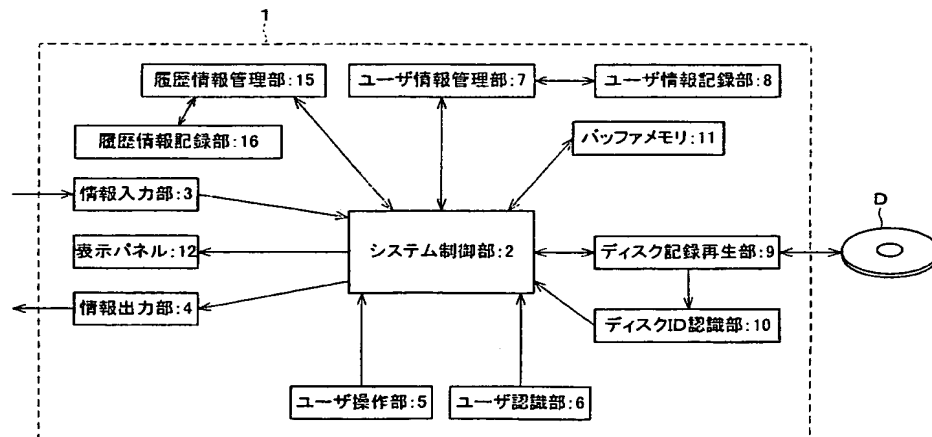 1
履歴情報管理部:15
ユーザ情報管理部:7
ユーザ情報記録部:8
履歴情報記録部:16
バッファメモリ:11
情報入力部:3
D
システム制御部:2
表示パネル:12
ディスク記録再生部:9
情報出力部:4
ディスクID認識部:10
ユーザ操作部:5
ユーザ認識部:6